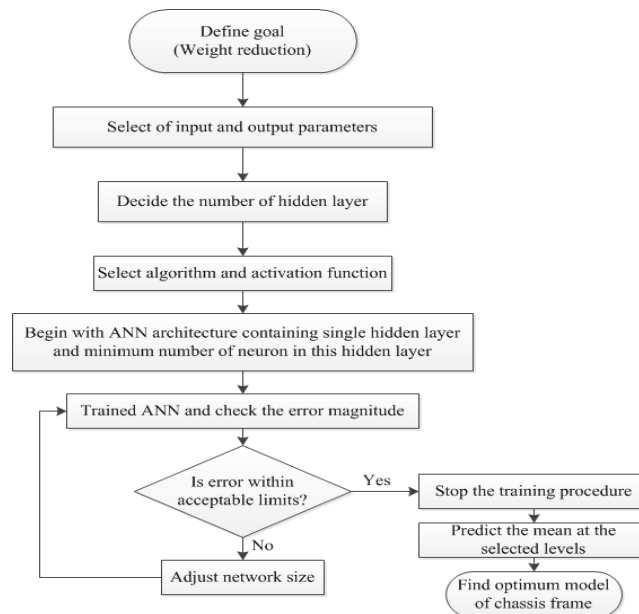 Define goal
(Weight reduction)
Select of input and output parameters
Decide the number of hidden layer
Select algorithm and activation function
Begin with ANN architecture containing single hidden layer
and minimum number of neuron in this hidden layer
Trained ANN and check the error magnitude
Is error within
acceptable limits?
Yes
Stop the training procedure
Predict the mean at the
selected levels
No
Adjust network size
Find optimum model
of chassis frame